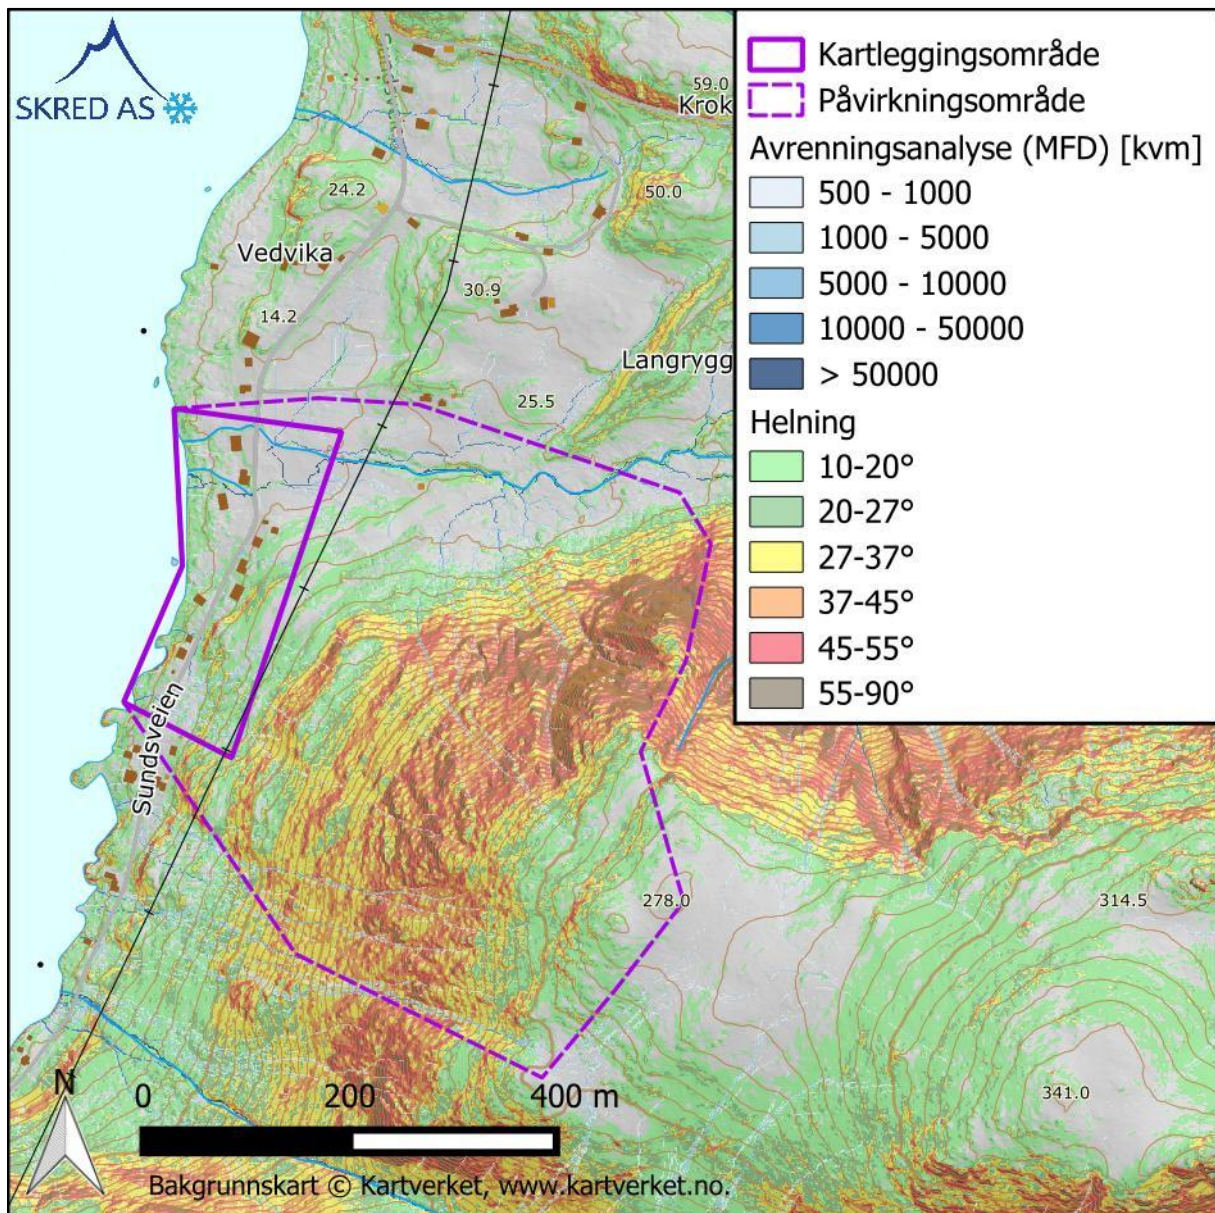 SKRED AS
Kartleggingsområde
Påvirkningsområde
Avrenningsanalyse (MFD) [kvm]
500 - 1000
1000 - 5000
5000 - 10000
10000 - 50000
> 50000
Helning
10-20°
20-27°
27-37°
37-45°
45-55°
55-90°
59.0
Krok
24.2
50.0
Vedvika
30.9
14.2
Langrygg
25.5
Sundsveien
278.0
314.5
341.0
N
0 200 400 m
Bakgrunnskart © Kartverket, www.kartverket.no.